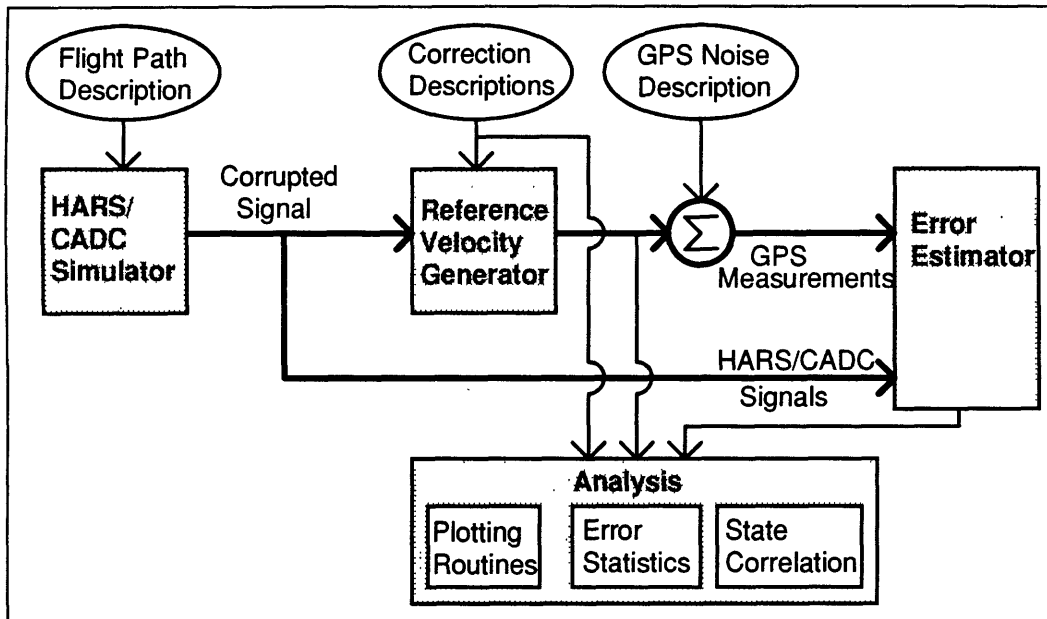 Flight Path
Description
Correction
Descriptions
GPS Noise
Description
HARS/
CADC
Simulator
Corrupted
Signal
Reference
Velocity
Generator
Σ
GPS
Measurements
Error
Estimator
HARS/CADC
Signals
Analysis
Plotting
Routines
Error
Statistics
State
Correlation